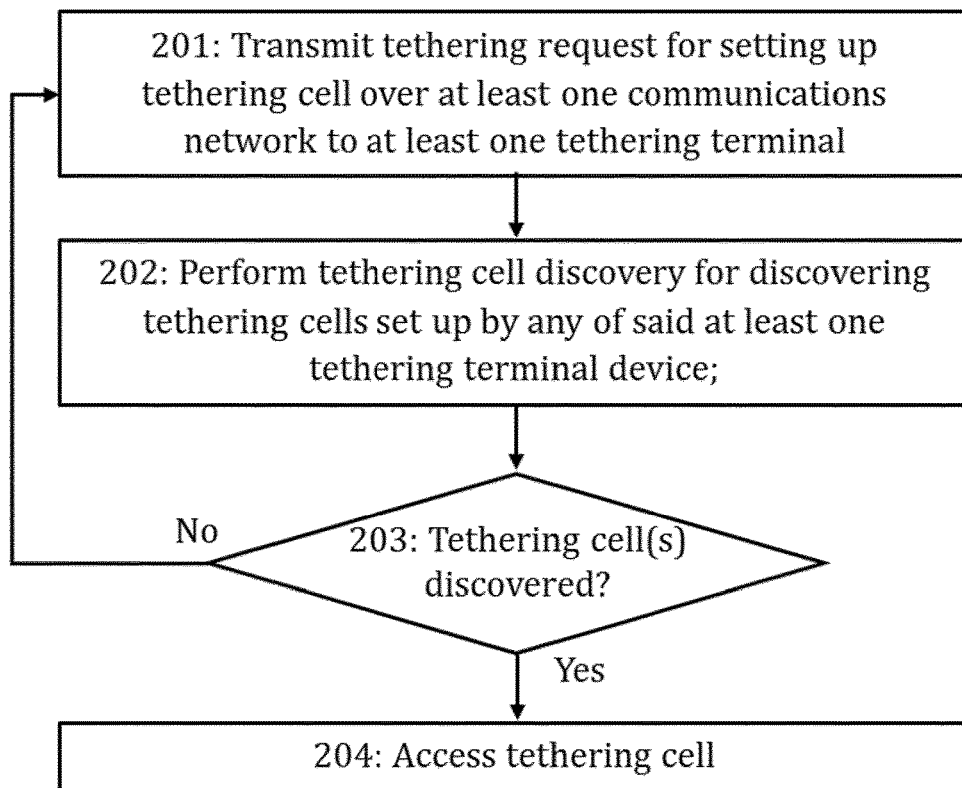 201: Transmit tethering request for setting up
tethering cell over at least one communications
network to at least one tethering terminal
202: Perform tethering cell discovery for discovering
tethering cells set up by any of said at least one
tethering terminal device;
No
203: Tethering cell(s)
discovered?
Yes
204: Access tethering cell